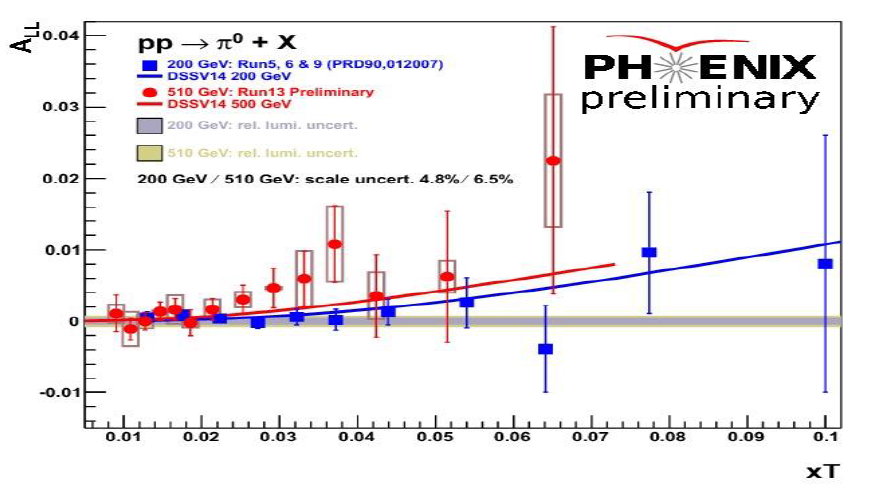 A_LL
pp → π⁰ + X
200 GeV: Run5, 6 & 9 (PRD90,012007)
DSSV14 200 GeV
510 GeV: Run13 Preliminary
DSSV14 500 GeV
200 GeV: rel. lumi. uncert.
510 GeV: rel. lumi. uncert.
200 GeV / 510 GeV: scale uncert. 4.8%/ 6.5%
PHENIX
preliminary
0.04
0.03
0.02
0.01
0
-0.01
0.01 0.02 0.03 0.04 0.05 0.06 0.07 0.08 0.09 0.1
xT